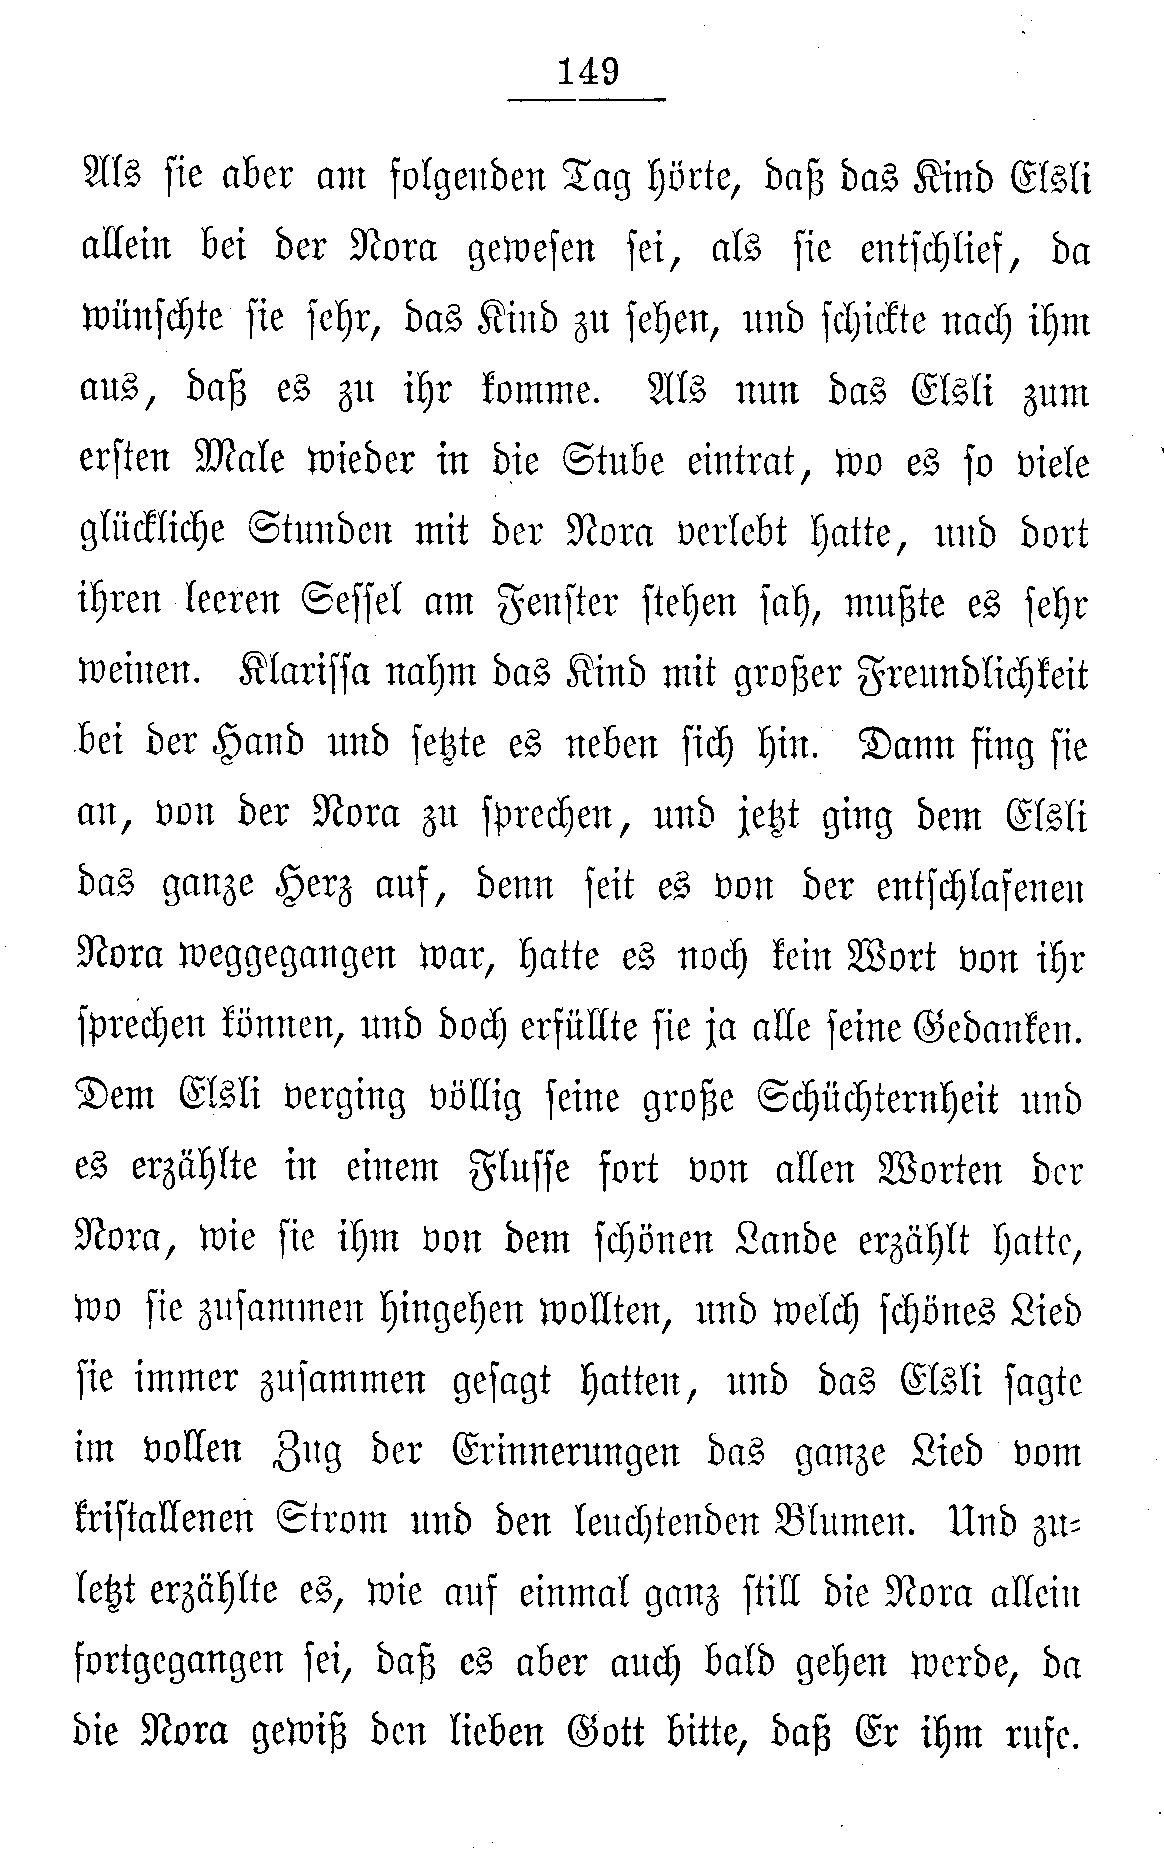 149
Als sie aber am folgenden Tag hörte, daß das Kind Elsli
allein bei der Nora gewesen sei, als sie entschlief, da
wünschte sie sehr, das Kind zu sehen, und schickte nach ihm
aus, daß es zu ihr komme. Als nun das Elsli zum
ersten Male wieder in die Stube eintrat, wo es so viele
glückliche Stunden mit der Nora verlebt hatte, und dort
ihren leeren Sessel am Fenster stehen sah, mußte es sehr
weinen. Klarissa nahm das Kind mit großer Freundlichkeit
bei der Hand und setzte es neben sich hin. Dann fing sie
an, von der Nora zu sprechen, und jetzt ging dem Elsli
das ganze Herz auf, denn seit es von der entschlafenen
Nora weggegangen war, hatte es noch kein Wort von ihr
sprechen können, und doch erfüllte sie ja alle seine Gedanken.
Dem Elsli verging völlig seine große Schüchternheit und
es erzählte in einem Flusse fort von allen Worten der
Nora, wie sie ihm von dem schönen Lande erzählt hatte,
wo sie zusammen hingehen wollten, und welch schönes Lied
sie immer zusammen gesagt hatten, und das Elsli sagte
im vollen Zug der Erinnerungen das ganze Lied vom
kristallenen Strom und den leuchtenden Blumen. Und zu-
letzt erzählte es, wie auf einmal ganz still die Nora allein
fortgegangen sei, daß es aber auch bald gehen werde, da
die Nora gewiß den lieben Gott bitte, daß Er ihm rufe.